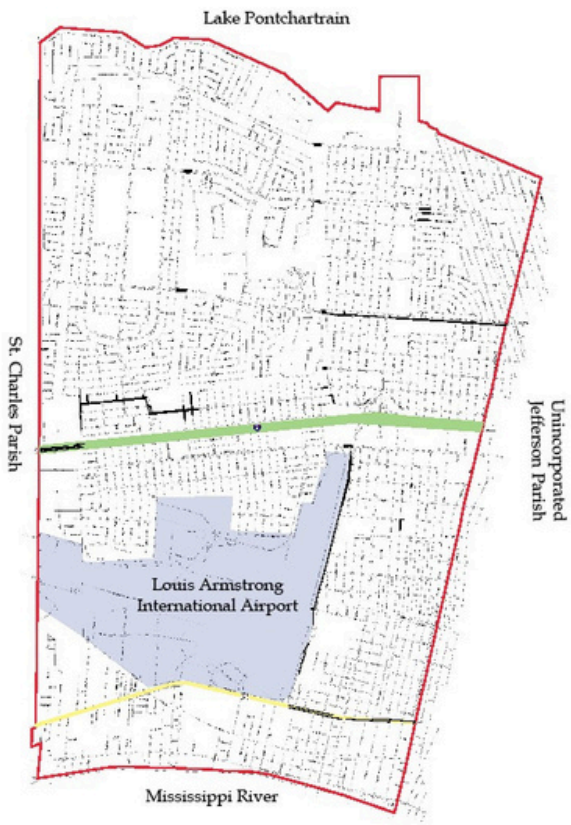 Lake Pontchartrain
St. Charles Parish
Unincorporated
Jefferson Parish
Louis Armstrong
International Airport
Mississippi River